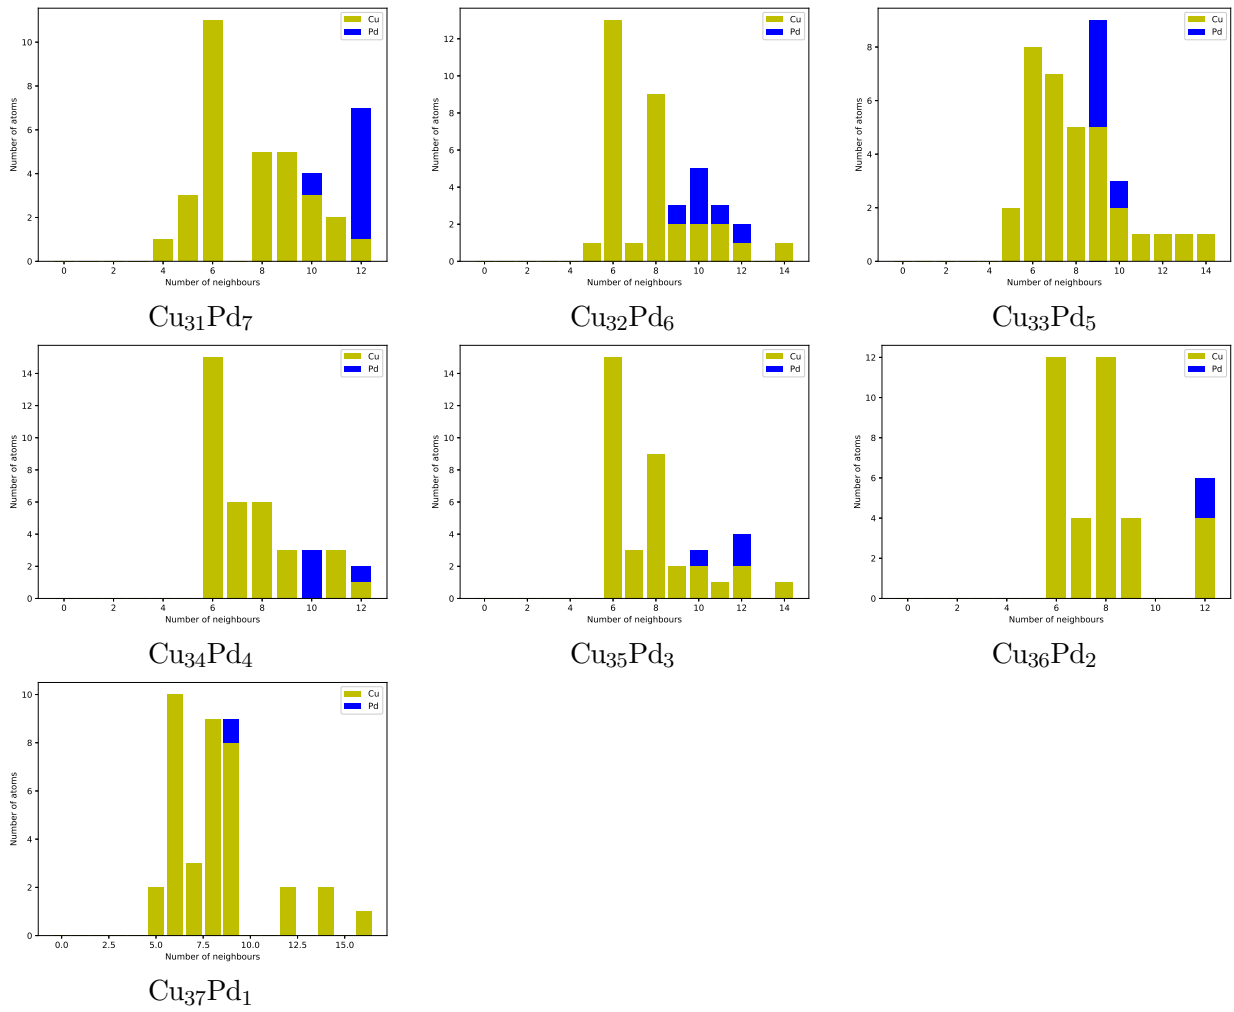 Cu
Pd
Number of atoms
10
8
6
4
2
0
0 2 4 6 8 10 12
Number of neighbours
Cu31Pd7
Cu
Pd
Number of atoms
12
10
8
6
4
2
0
0 2 4 6 8 10 12 14
Number of neighbours
Cu32Pd6
Cu
Pd
Number of atoms
8
6
4
2
0
0 2 4 6 8 10 12 14
Number of neighbours
Cu33Pd5
Cu
Pd
Number of atoms
14
12
10
8
6
4
2
0
0 2 4 6 8 10 12
Number of neighbours
Cu34Pd4
Cu
Pd
Number of atoms
14
12
10
8
6
4
2
0
0 2 4 6 8 10 12 14
Number of neighbours
Cu35Pd3
Cu
Pd
Number of atoms
12
10
8
6
4
2
0
0 2 4 6 8 10 12
Number of neighbours
Cu36Pd2
Cu
Pd
Number of atoms
10
8
6
4
2
0
0.0 2.5 5.0 7.5 10.0 12.5 15.0
Number of neighbours
Cu37Pd1